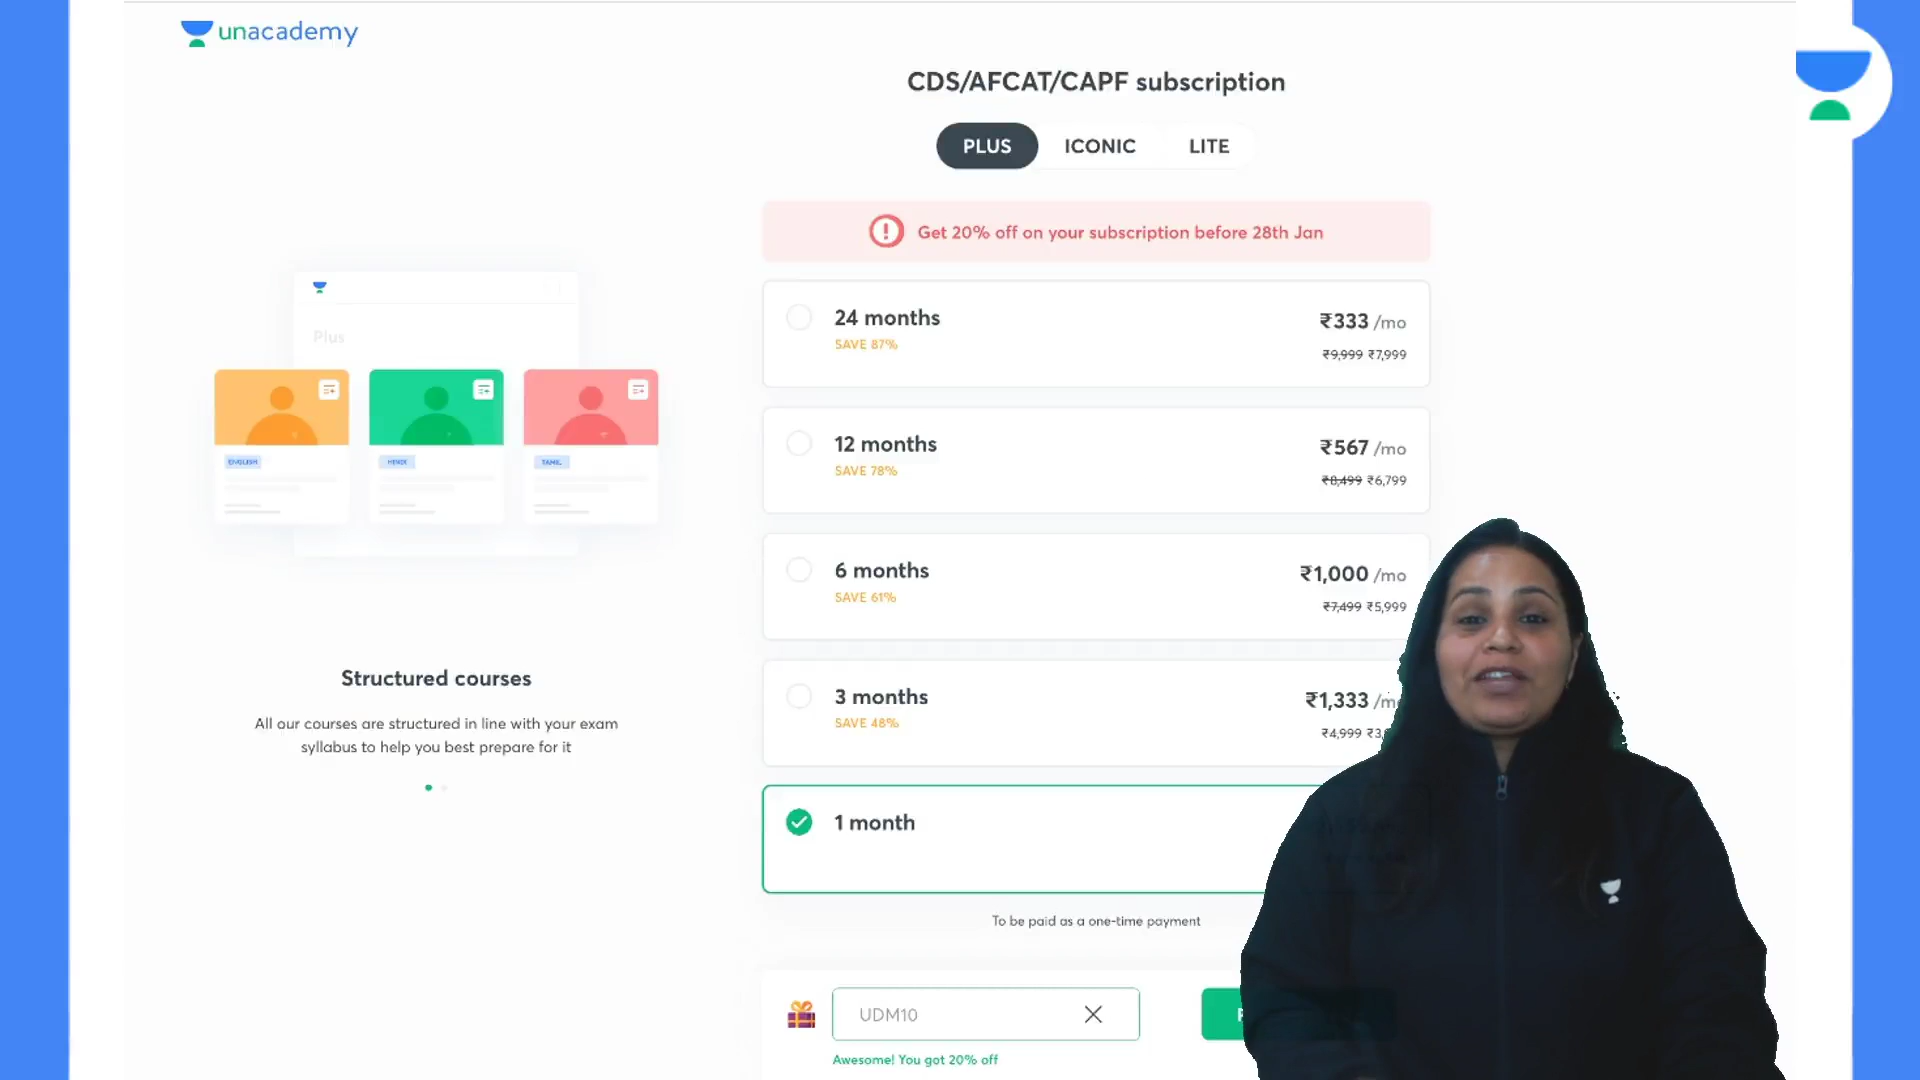 unacademy
CDS/AFCAT/CAPF subscription
PLUS ICONIC LITE
Get 20% off on your subscription before 28th Jan
24 months
SAVE 87%
₹333 /mo
₹9,999 ₹7,999
12 months
SAVE 78%
₹567 /mo
₹8,499 ₹6,799
6 months
SAVE 61%
₹1,000 /mo
₹7,499 ₹5,999
3 months
SAVE 48%
₹1,333
₹4,999
1 month
To be paid as a one-time payment
UDM10
Awesome! You got 20% off
Plus
ENGLISH HINDI TAMIL
Structured courses
All our courses are structured in line with your exam
syllabus to help you best prepare for it